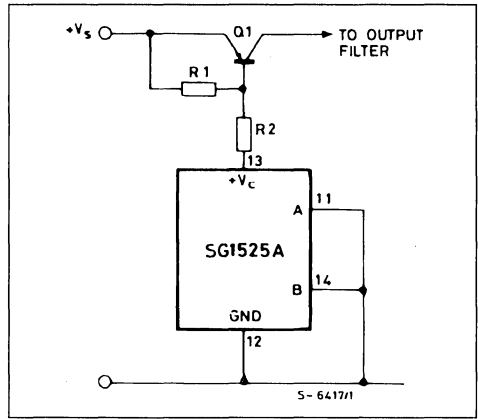 +Vs
Q1
TO OUTPUT
FILTER
R1
R2
13
+VC
11
A
SG1525A
14
B
GND
12
S-6417/1